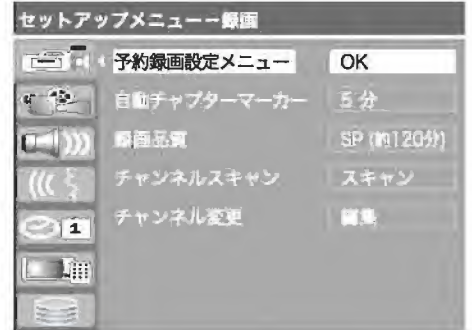 セットアップメニューー録画
予約録画設定メニュー OK
自動チャプターマーカー 5分
録画品質 SP (約120分)
チャンネルスキャン スキャン
チャンネル変更 編集
1